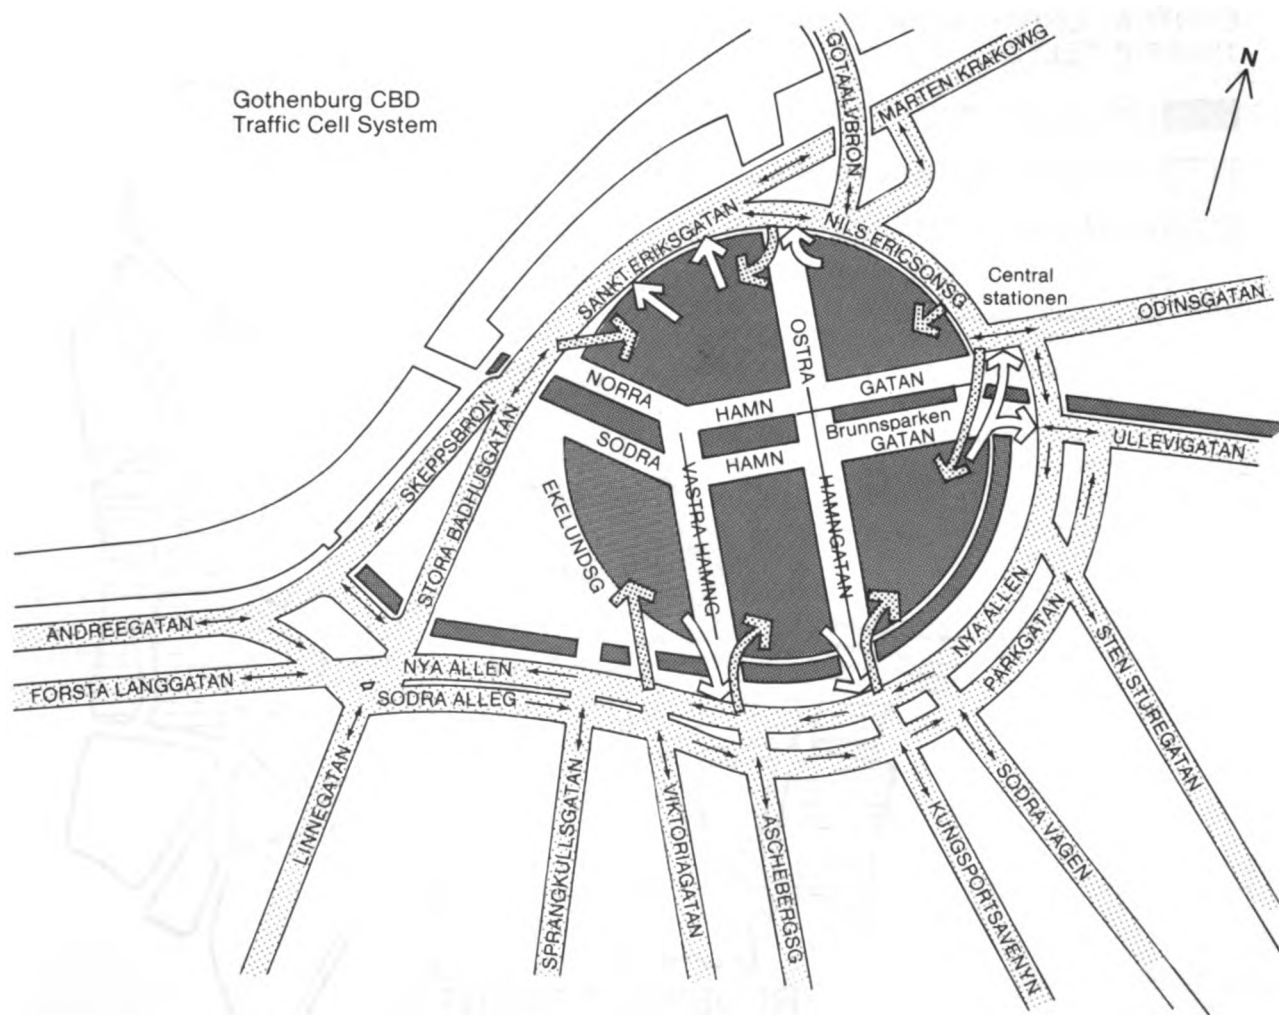 Gothenburg CBD
Traffic Cell System
N
GOTAALVBRON
MARTEN KRAKOWG
SANKT ERIKSGATAN
NILS ERICSONSG
Central
stationen
ODINSGATAN
OSTRA
NORRA
HAMN
GATAN
SODRA
HAMN
Brunnsparken
GATAN
ULLEVIGATAN
SKEPPSBRON
STORA BADHUSGATAN
EKELUNDSG
VASTRA HAMNG
HAMNGATAN
ANDREEGATAN
FORSTA LANGGATAN
NYA ALLEN
SODRA ALLEG
NYA ALLEN
PARKGATAN
STEN STUREGATAN
LINNEGATAN
SPRANGKULLSGATAN
VIKTORIAGATAN
ASCHEBERGSG
KUNGSPORTSAVENYN
SODRA VAGEN